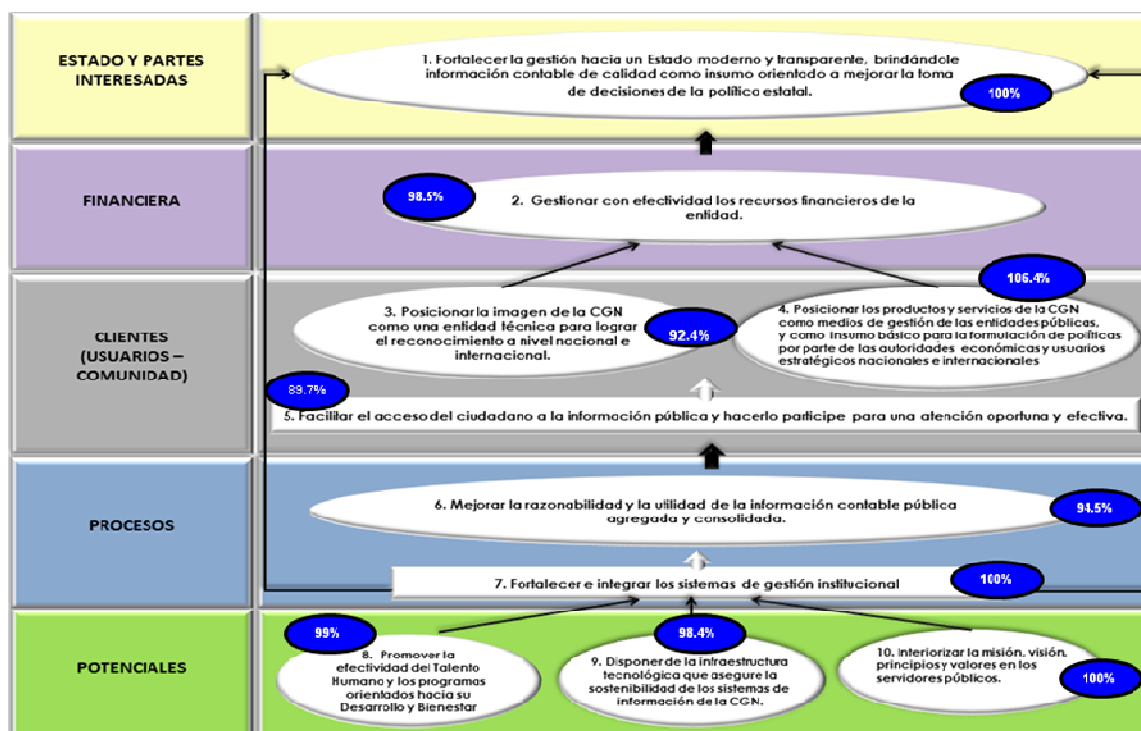 ESTADO Y PARTES
INTERESADAS
1. Fortalecer la gestión hacia un Estado moderno y transparente, brindándole
información contable de calidad como insumo orientado a mejorar la toma
de decisiones de la política estatal.
100%
FINANCIERA
98.5%
2. Gestionar con efectividad los recursos financieros de la
entidad.
CLIENTES
(USUARIOS –
COMUNIDAD)
3. Posicionar la imagen de la CGN
como una entidad técnica para lograr
el reconocimiento a nivel nacional e
internacional.
92.4%
106.4%
4. Posicionar los productos y servicios de la CGN
como medios de gestión de las entidades públicas,
y como insumo básico para la formulación de políticas
por parte de las autoridades económicas y usuarios
estratégicos nacionales e internacionales
89.7%
5. Facilitar el acceso del ciudadano a la información pública y hacerlo participe para una atención oportuna y efectiva.
PROCESOS
6. Mejorar la razonabilidad y la utilidad de la información contable pública
agregada y consolidada.
94.5%
7. Fortalecer e integrar los sistemas de gestión institucional
100%
POTENCIALES
99%
8. Promover la
efectividad del Talento
Humano y los programas
orientados hacia su
Desarrollo y Bienestar
98.4%
9. Disponer de la infraestructura
tecnológica que asegure la
sostenibilidad de los sistemas de
información de la CGN.
10. Interiorizar la misión, visión,
principios y valores en los
servidores públicos.
100%